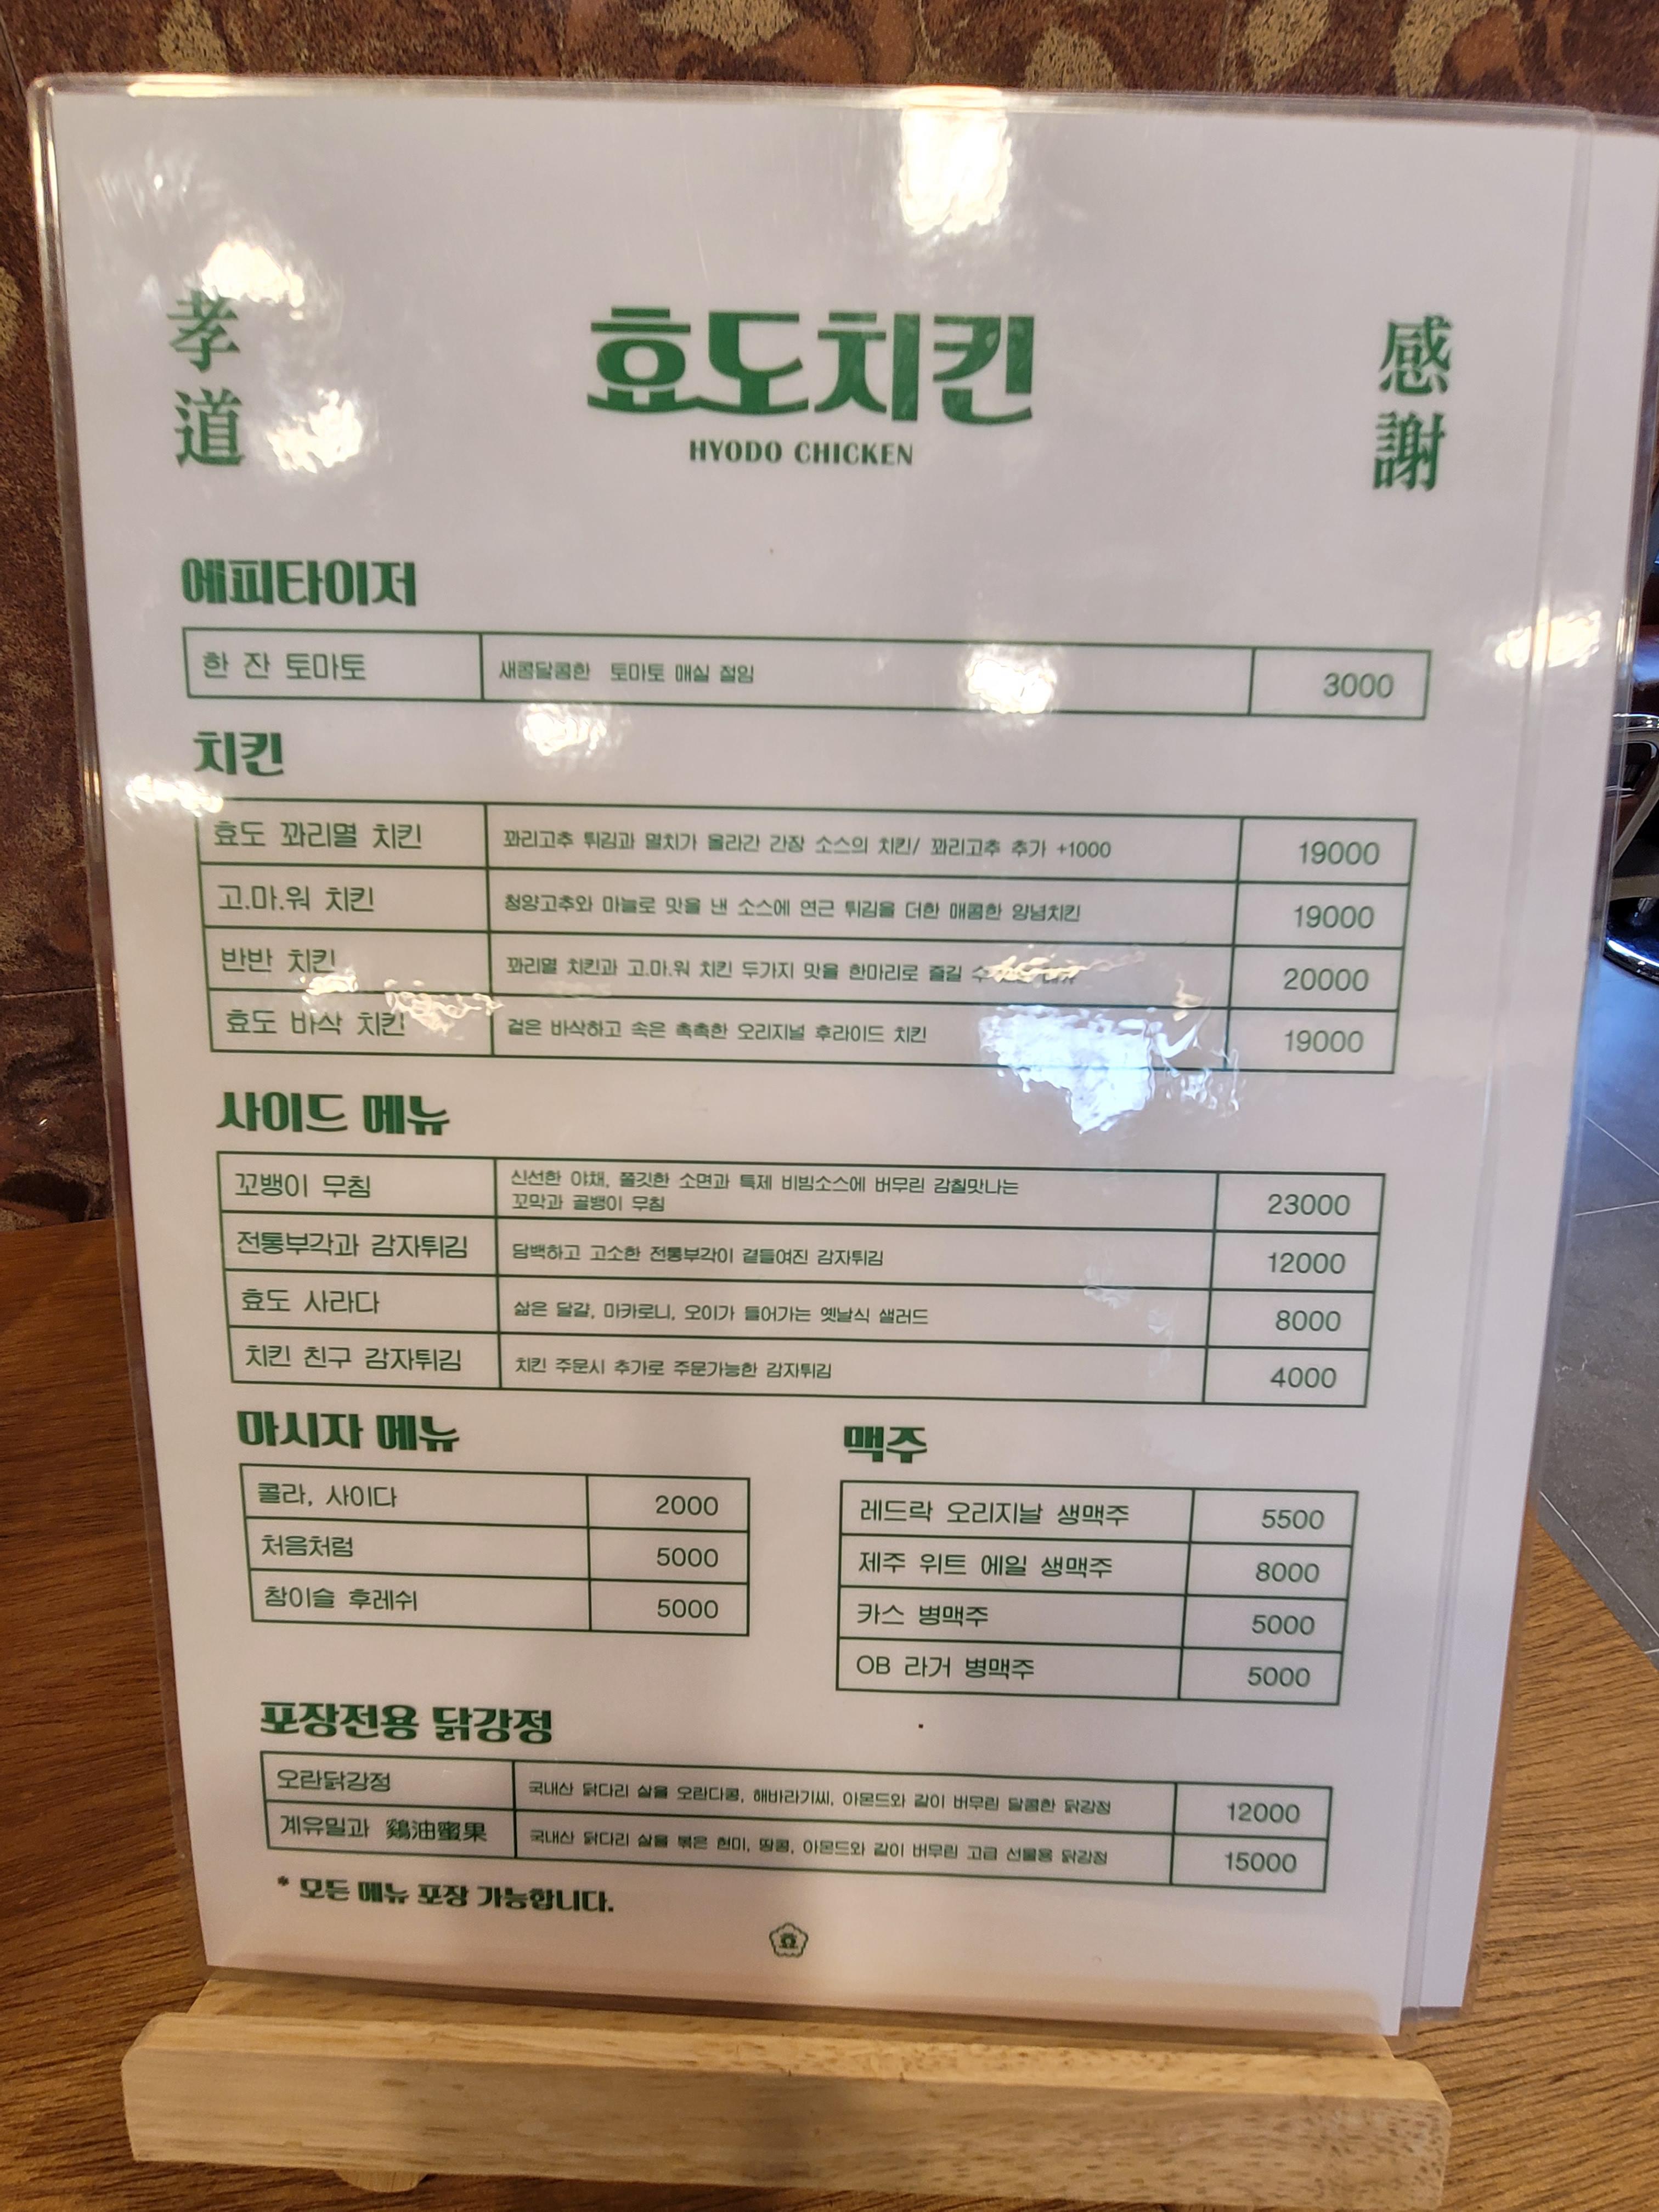 孝道
효도치킨
HYODO CHICKEN
感謝
에피타이저
한 잔 토마토 새콤달콤한 토마토 매실 절임 3000
치킨
효도 꽈리멸 치킨 꽈리고추 튀김과 멸치가 올라간 간장 소스의 치킨/ 꽈리고추 추가 +1000 19000
고.마.워 치킨 청양고추와 마늘로 맛을 낸 소스에 연근 튀김을 더한 매콤한 양념치킨 19000
반반 치킨 꽈리멸 치킨과 고.마.워 치킨 두가지 맛을 한마리로 즐길 20000
효도 바삭 치킨 겉은 바삭하고 속은 촉촉한 오리지널 후라이드 치킨 19000
사이드 메뉴
꼬뱅이 무침 신선한 야채, 쫄깃한 소면과 특제 비빔소스에 버무린 감칠맛나는
꼬막과 골뱅이 무침 23000
전통부각과 감자튀김 담백하고 고소한 전통부각이 곁들여진 감자튀김 12000
효도 사라다 삶은 달걀, 마카로니, 오이가 들어가는 옛날식 샐러드 8000
치킨 친구 감자튀김 치킨 주문시 추가로 주문가능한 감자튀김 4000
마시자 메뉴
콜라, 사이다 2000
처음처럼 5000
참이슬 후레쉬 5000
맥주
레드락 오리지날 생맥주 5500
제주 위트 에일 생맥주 8000
카스 병맥주 5000
OB 라거 병맥주 5000
포장전용 닭강정
오란닭강정 국내산 닭다리 살을 오란다콩, 해바라기씨, 아몬드와 같이 버무린 달콤한 닭강정 12000
계유밀과 鷄油蜜果 국내산 닭다리 살을 볶은 현미, 땅콩, 아몬드와 같이 버무린 고급 선물용 닭강정 15000
* 모든 메뉴 포장 가능합니다.
효